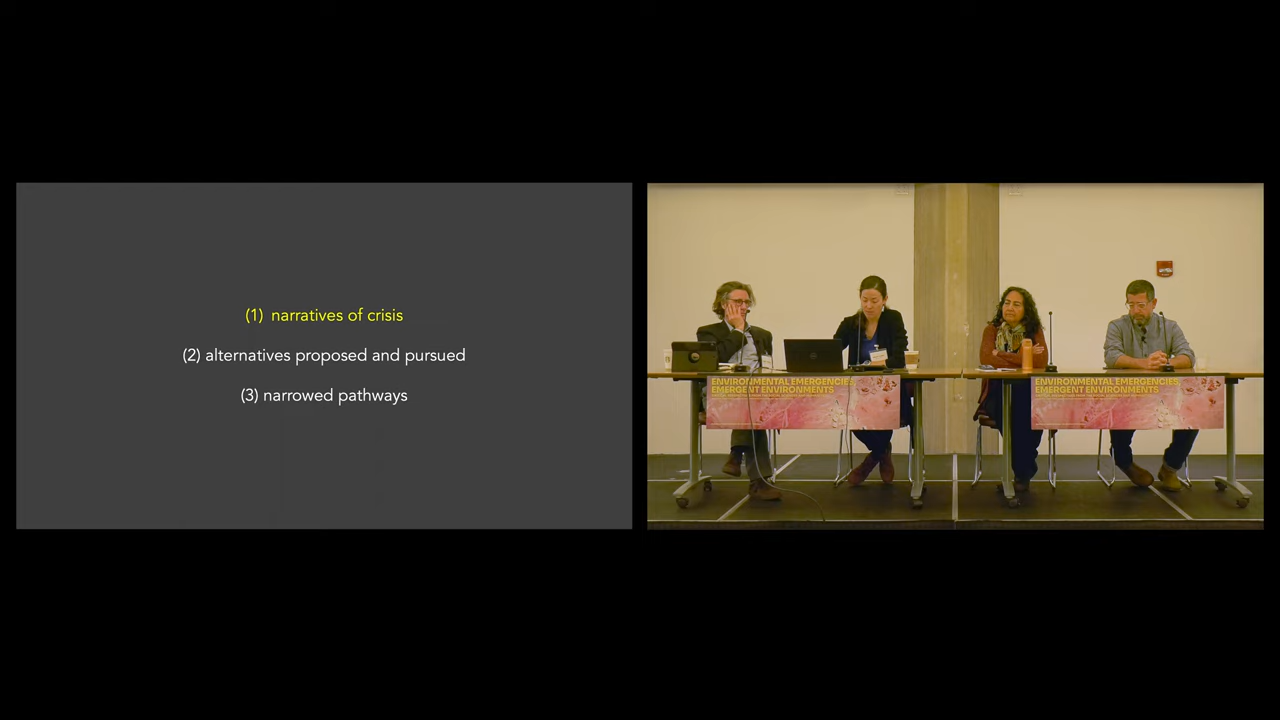 (1) narratives of crisis
(2) alternatives proposed and pursued
(3) narrowed pathways
ENVIRONMENTAL EMERGENCIES,
EMERGENT ENVIRONMENTS
ENVIRONMENTAL EMERGENCIES,
EMERGENT ENVIRONMENTS